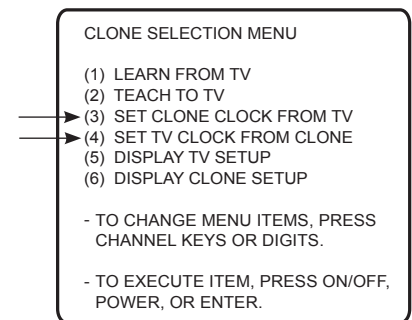 CLONE SELECTION MENU
(1) LEARN FROM TV
(2) TEACH TO TV
(3) SET CLONE CLOCK FROM TV
(4) SET TV CLOCK FROM CLONE
(5) DISPLAY TV SETUP
(6) DISPLAY CLONE SETUP
- TO CHANGE MENU ITEMS, PRESS
CHANNEL KEYS OR DIGITS.
- TO EXECUTE ITEM, PRESS ON/OFF,
POWER, OR ENTER.